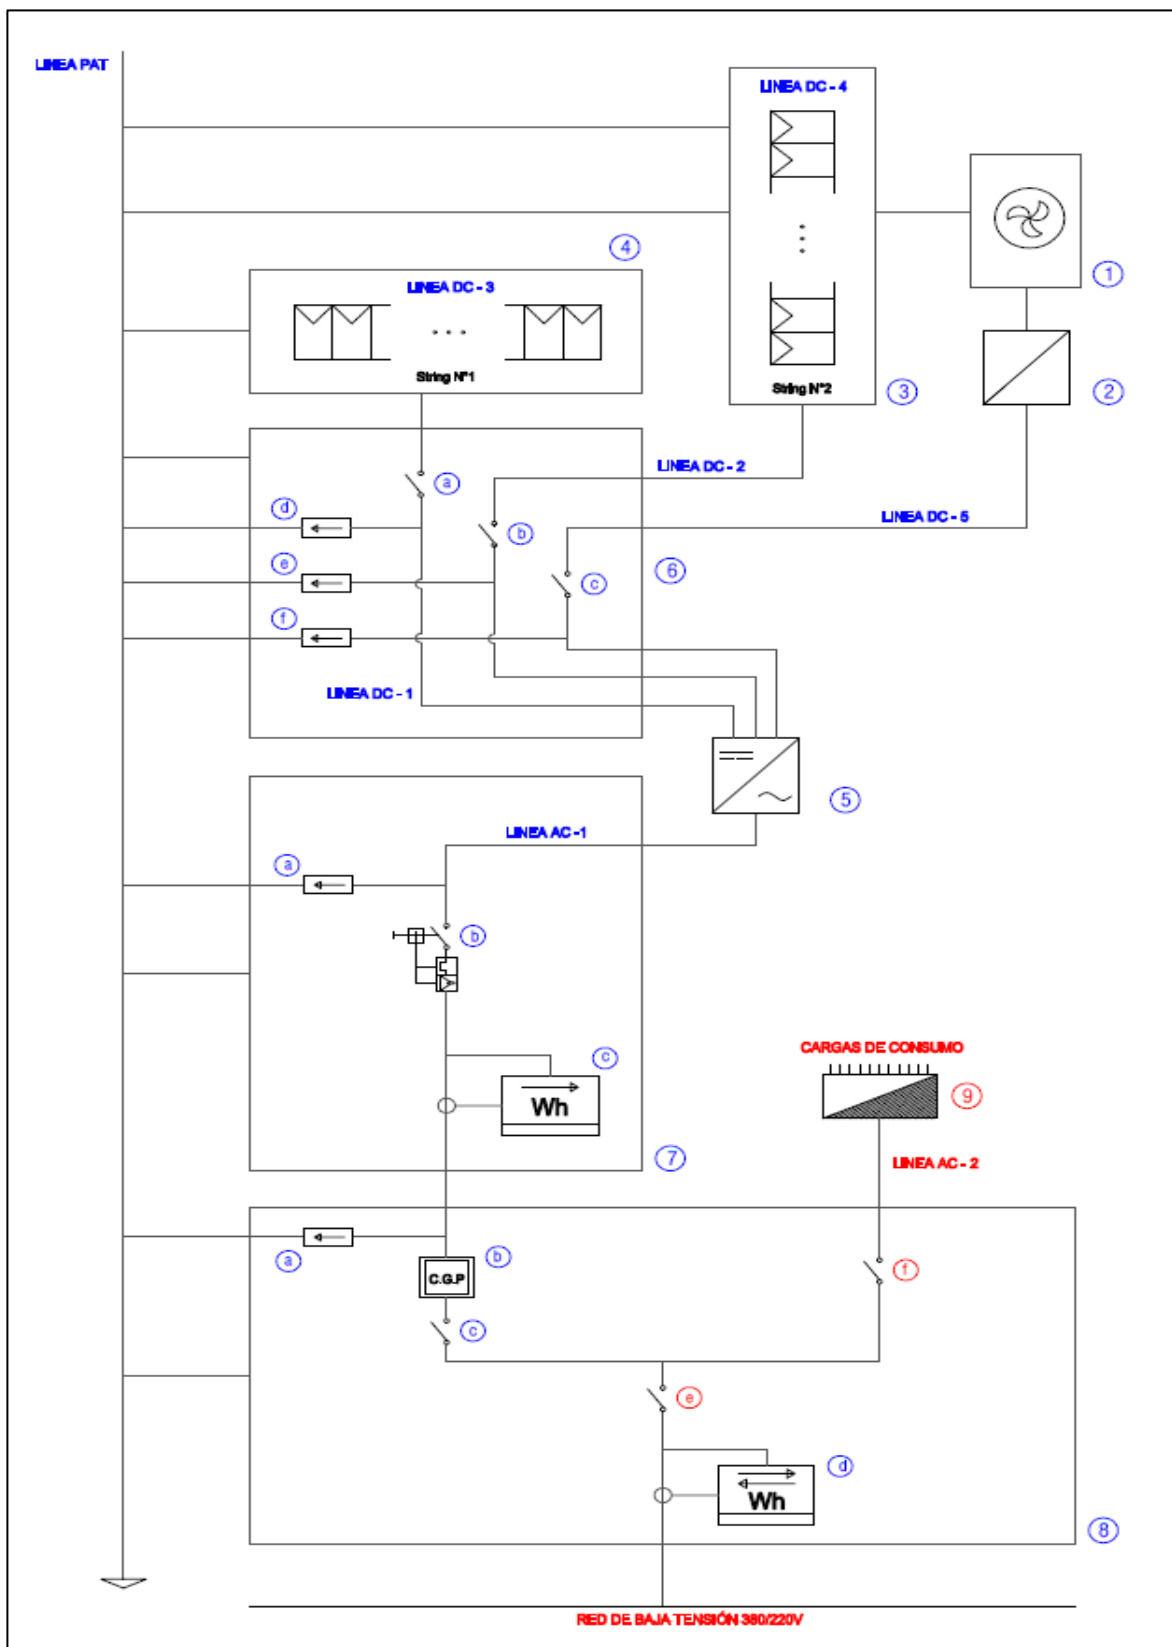 LINEA PAT
LINEA DC - 4
String N°2
3
1
2
4
LINEA DC - 3
String N°1
LINEA DC - 2
LINEA DC - 5
a
b
c
d
e
f
6
LINEA DC - 1
5
LINEA AC -1
a
b
c
Wh
7
CARGAS DE CONSUMO
9
LINEA AC - 2
a
b
C.G.P
c
f
e
d
Wh
8
RED DE BAJA TENSIÓN 380/220V